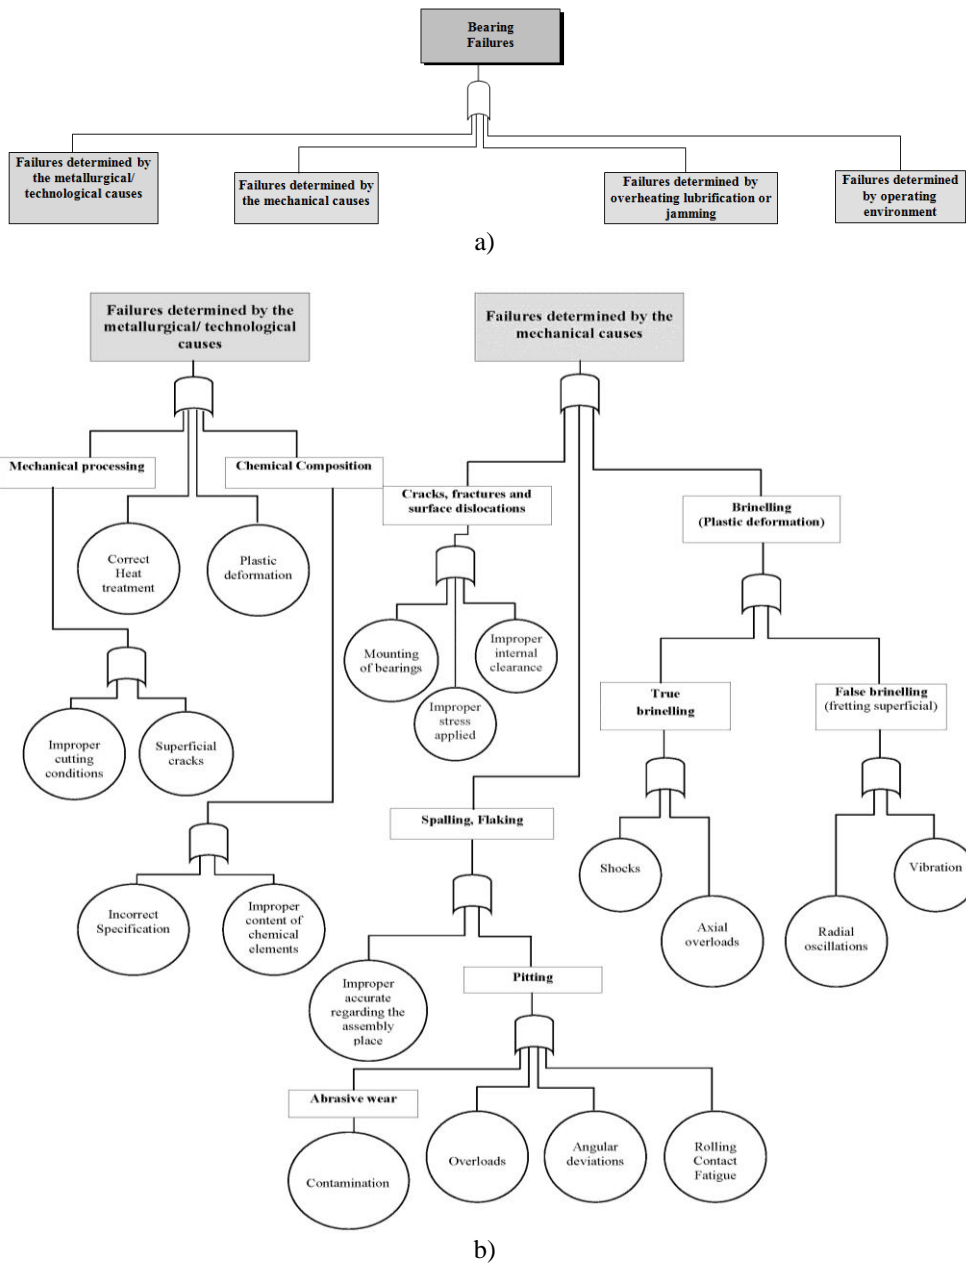 Bearing
Failures
Failures determined by
the metallurgical/
technological causes
Failures determined by
the mechanical causes
Failures determined by
overheating lubrification or
jamming
Failures determined
by operating
environment
a)
Failures determined by the
metallurgical/ technological
causes
Failures determined by the
mechanical causes
Mechanical processing
Chemical Composition
Cracks, fractures and
surface dislocations
Brinelling
(Plastic deformation)
Correct
Heat
treatment
Plastic
deformation
Mounting
of bearings
Improper
internal
clearance
Improper
stress
applied
True
brinelling
False brinelling
(fretting superficial)
Improper
cutting
conditions
Superficial
cracks
Spalling, Flaking
Shocks
Vibration
Axial
overloads
Radial
oscillations
Incorrect
Specification
Improper
content of
chemical
elements
Improper
accurate
regarding the
assembly
place
Pitting
Abrasive wear
Contamination
Overloads
Angular
deviations
Rolling
Contact
Fatigue
b)